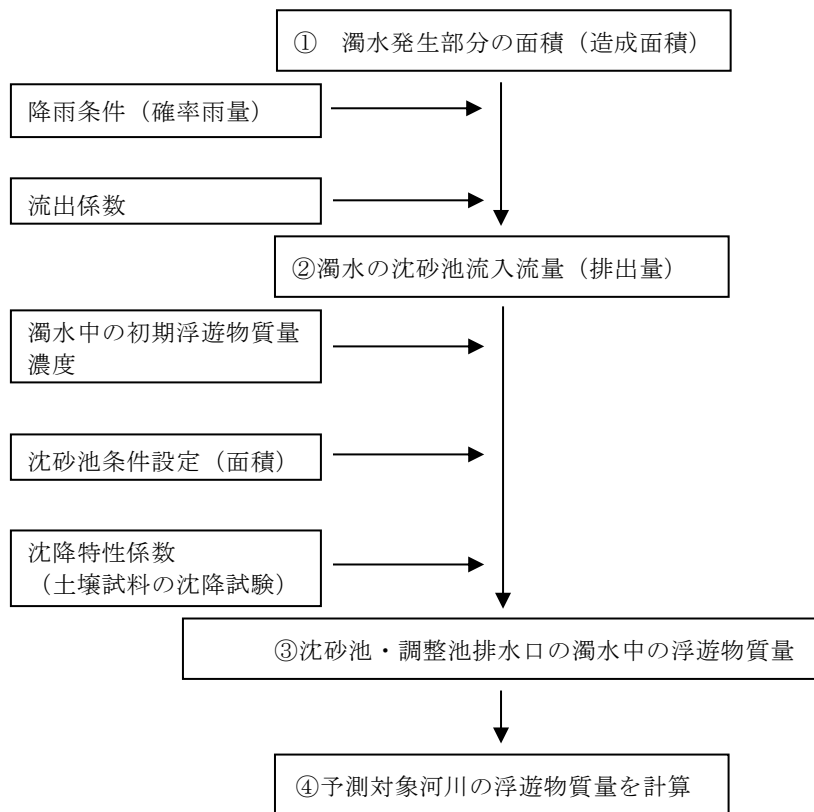 ① 濁水発生部分の面積（造成面積）
降雨条件（確率雨量）
流出係数
②濁水の沈砂池流入流量（排出量）
濁水中の初期浮遊物質量
濃度
沈砂池条件設定（面積）
沈降特性係数
（土壌試料の沈降試験）
③沈砂池・調整池排水口の濁水中の浮遊物質量
④予測対象河川の浮遊物質量を計算